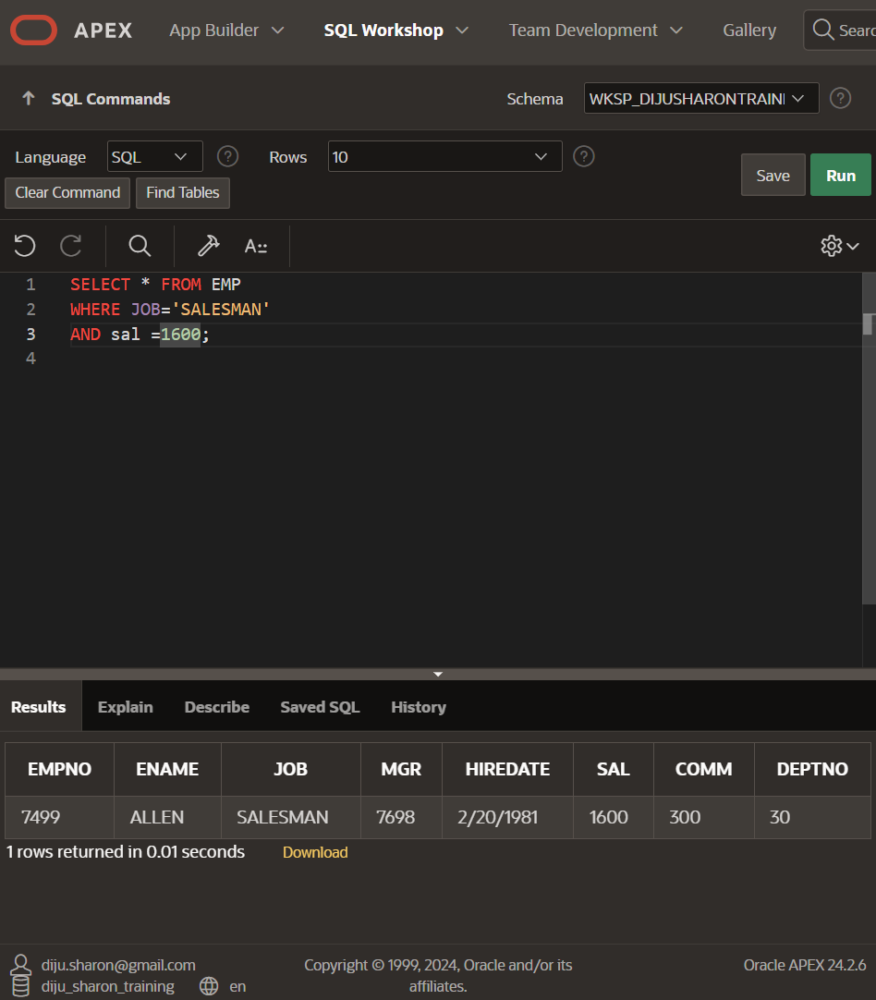 APEX App Builder SQL Workshop Team Development Gallery
SQL Commands Schema WKSP_DIJUSHARONTRAINI ?
Language SQL ? Rows 10 ?
Clear Command Find Tables Save Run
1 SELECT * FROM EMP
2 WHERE JOB='SALESMAN'
3 AND sal =1600;
4
Results Explain Describe Saved SQL History
EMPNO ENAME JOB MGR HIREDATE SAL COMM DEPTNO
7499 ALLEN SALESMAN 7698 2/20/1981 1600 300 30
1 rows returned in 0.01 seconds Download
diju.sharon@gmail.com Copyright © 1999, 2024, Oracle and/or its Oracle APEX 24.2.6
diju_sharon_training en affiliates.